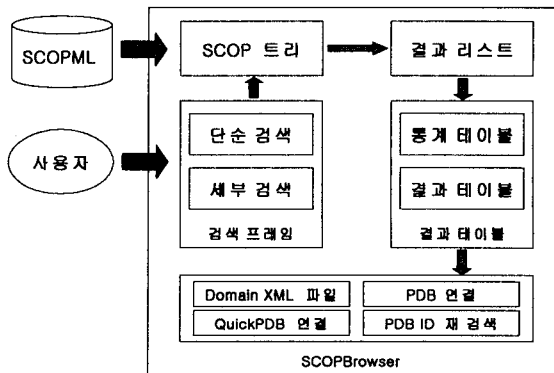 SCOPML
SCOP 트리
결과 리스트
사용자
단순 검색
세부 검색
검색 프레임
통계 테이블
결과 테이블
결과 테이블
Domain XML 파일
PDB 연결
QuickPDB 연결
PDB ID 재 검색
SCOPBrowser